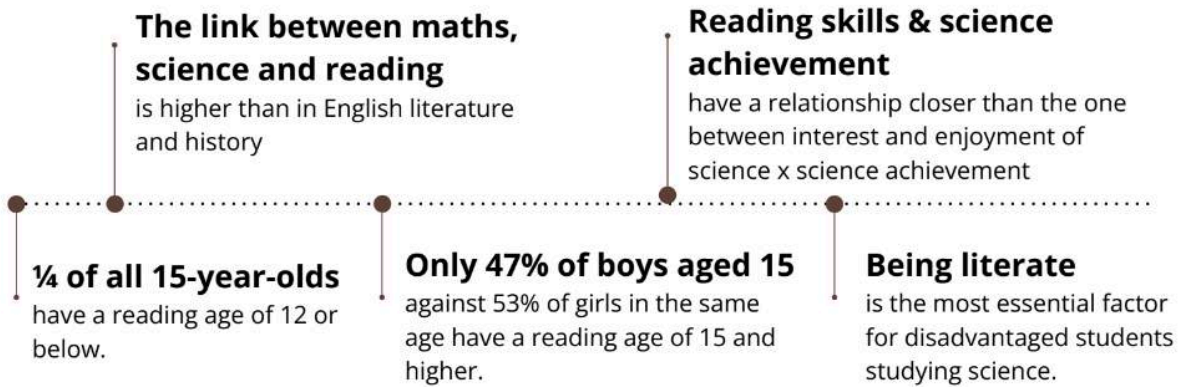 The link between maths,
science and reading
is higher than in English literature
and history
Reading skills & science
achievement
have a relationship closer than the one
between interest and enjoyment of
science x science achievement
¼ of all 15-year-olds
have a reading age of 12 or
below.
Only 47% of boys aged 15
against 53% of girls in the same
age have a reading age of 15 and
higher.
Being literate
is the most essential factor
for disadvantaged students
studying science.